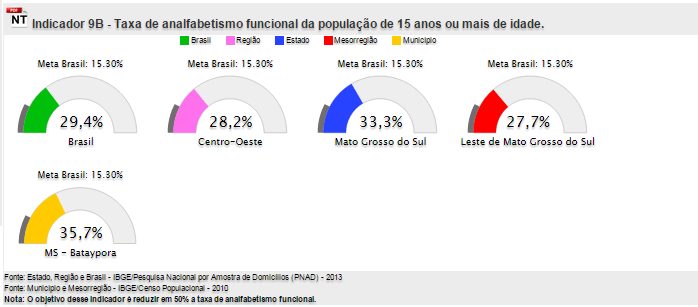 PDF
NT
Indicador 9B - Taxa de analfabetismo funcional da população de 15 anos ou mais de idade.
Brasil Região Estado Mesorregião Município
Meta Brasil: 15.30% Meta Brasil: 15.30% Meta Brasil: 15.30% Meta Brasil: 15.30%
29,4% 28,2% 33,3% 27,7%
Brasil Centro-Oeste Mato Grosso do Sul Leste de Mato Grosso do Sul
Meta Brasil: 15.30%
35,7%
MS - Bataypora
Fonte: Estado, Região e Brasil - IBGE/Pesquisa Nacional por Amostra de Domicílios (PNAD) - 2013
Fonte: Município e Mesorregião - IBGE/Censo Populacional - 2010
Nota: O objetivo desse indicador é reduzir em 50% a taxa de analfabetismo funcional.